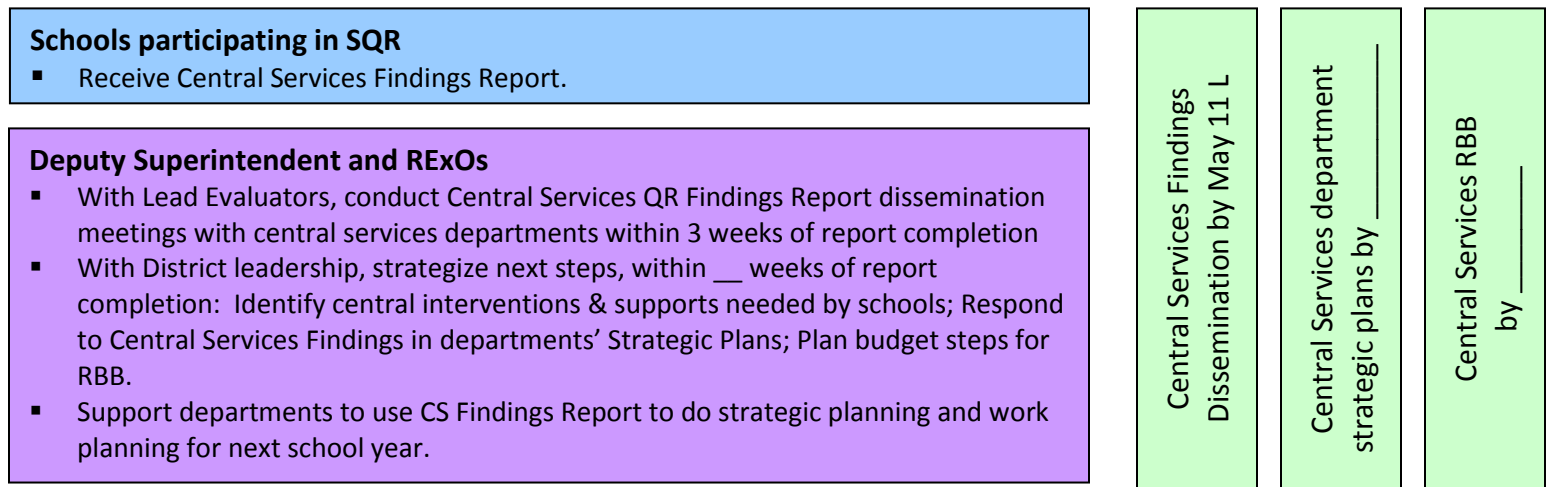 Schools participating in SQR
▪ Receive Central Services Findings Report.
Deputy Superintendent and RExOs
▪ With Lead Evaluators, conduct Central Services QR Findings Report dissemination
meetings with central services departments within 3 weeks of report completion
▪ With District leadership, strategize next steps, within __ weeks of report
completion: Identify central interventions & supports needed by schools; Respond
to Central Services Findings in departments’ Strategic Plans; Plan budget steps for
RBB.
▪ Support departments to use CS Findings Report to do strategic planning and work
planning for next school year.
Central Services Findings
Dissemination by May 11 L
Central Services department
strategic plans by ____________
Central Services RBB
by _________